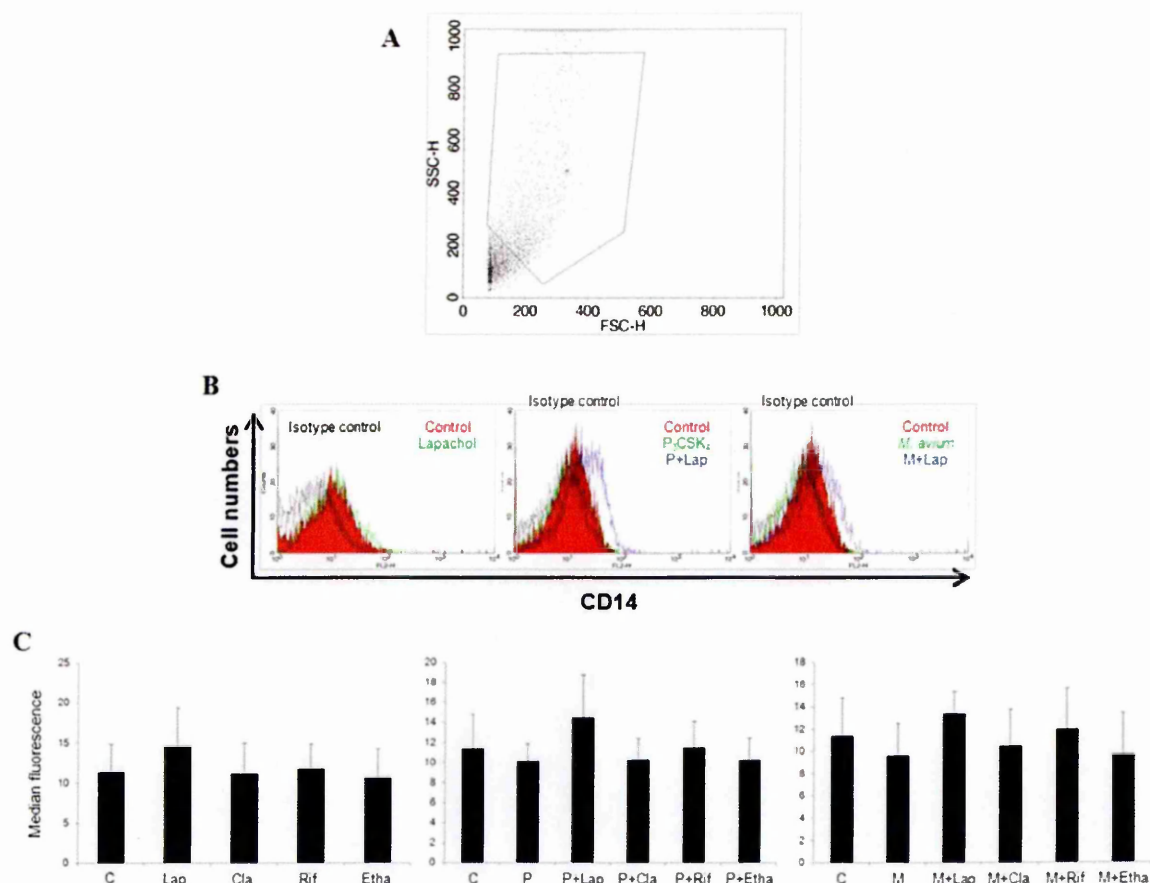 A
1000
800
600
400
200
0
SSC-H
0 200 400 600 800 1000
FSC-H
B
Cell numbers
Isotype control
Control
Lapachol
Isotype control
Control
P3CSK4
P+Lap
Isotype control
Control
M. avium
M+Lap
CD14
C
Median fluorescence
25
20
15
10
5
0
C Lap Cla Rif Etha
20
18
16
14
12
10
8
6
4
2
0
C P P+Lap P+Cla P+Rif P+Etha
18
16
14
12
10
8
6
4
2
0
C M M+Lap M+Cla M+Rif M+Etha